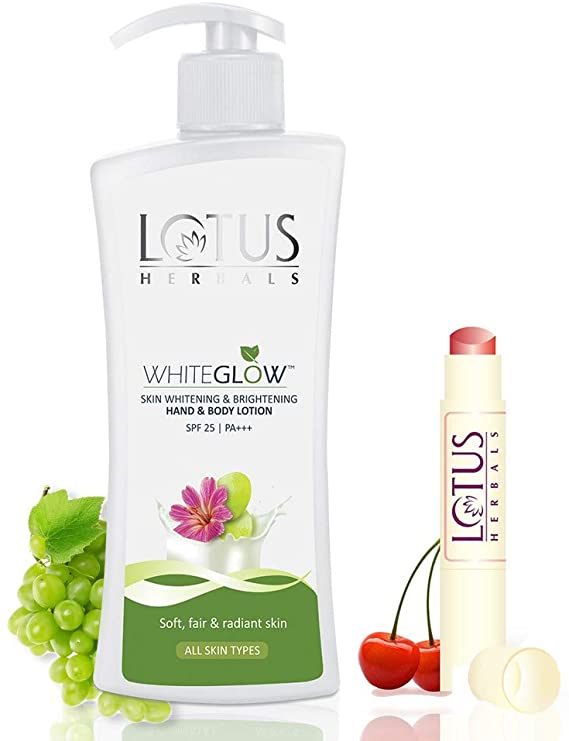 LOTUS
HERBALS
WHITEGLOW™
SKIN WHITENING & BRIGHTENING
HAND & BODY LOTION
SPF 25 | PA+++
Soft, fair & radiant skin
ALL SKIN TYPES
LOTUS
HERBALS